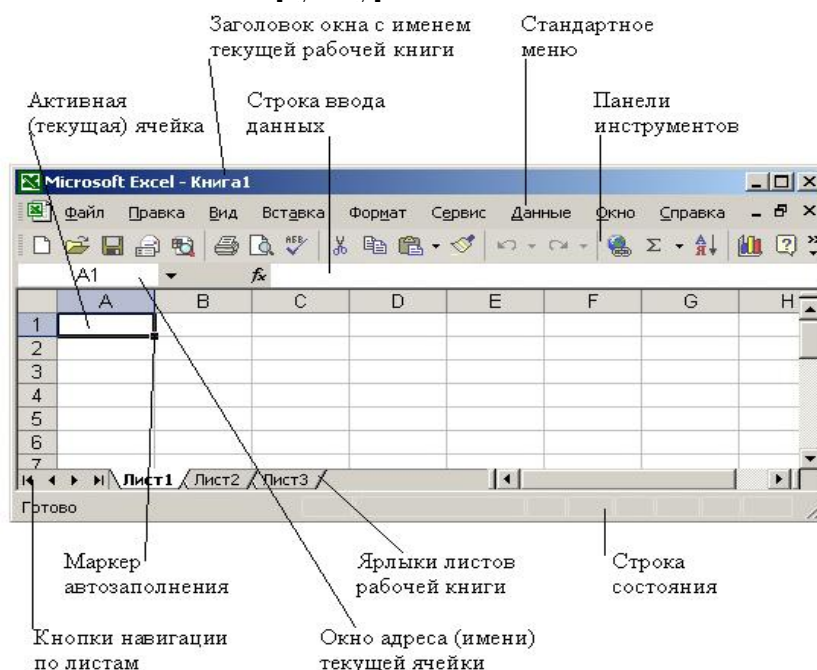 Заголовок окна с именем Стандартное
текущей рабочей книги меню
Активная Строка ввода Панели
(текущая) ячейка данных инструментов
Microsoft Excel - Книга1
Файл Правка Вид Вставка Формат Сервис Данные Окно Справка
A1 fx
A B C D E F G H
1
2
3
4
5
6
7
Лист1 Лист2 Лист3
Готово
Маркер Ярлыки листов Строка
автозаполнения рабочей книги состояния
Кнопки навигации Окно адреса (имени)
по листам текущей ячейки